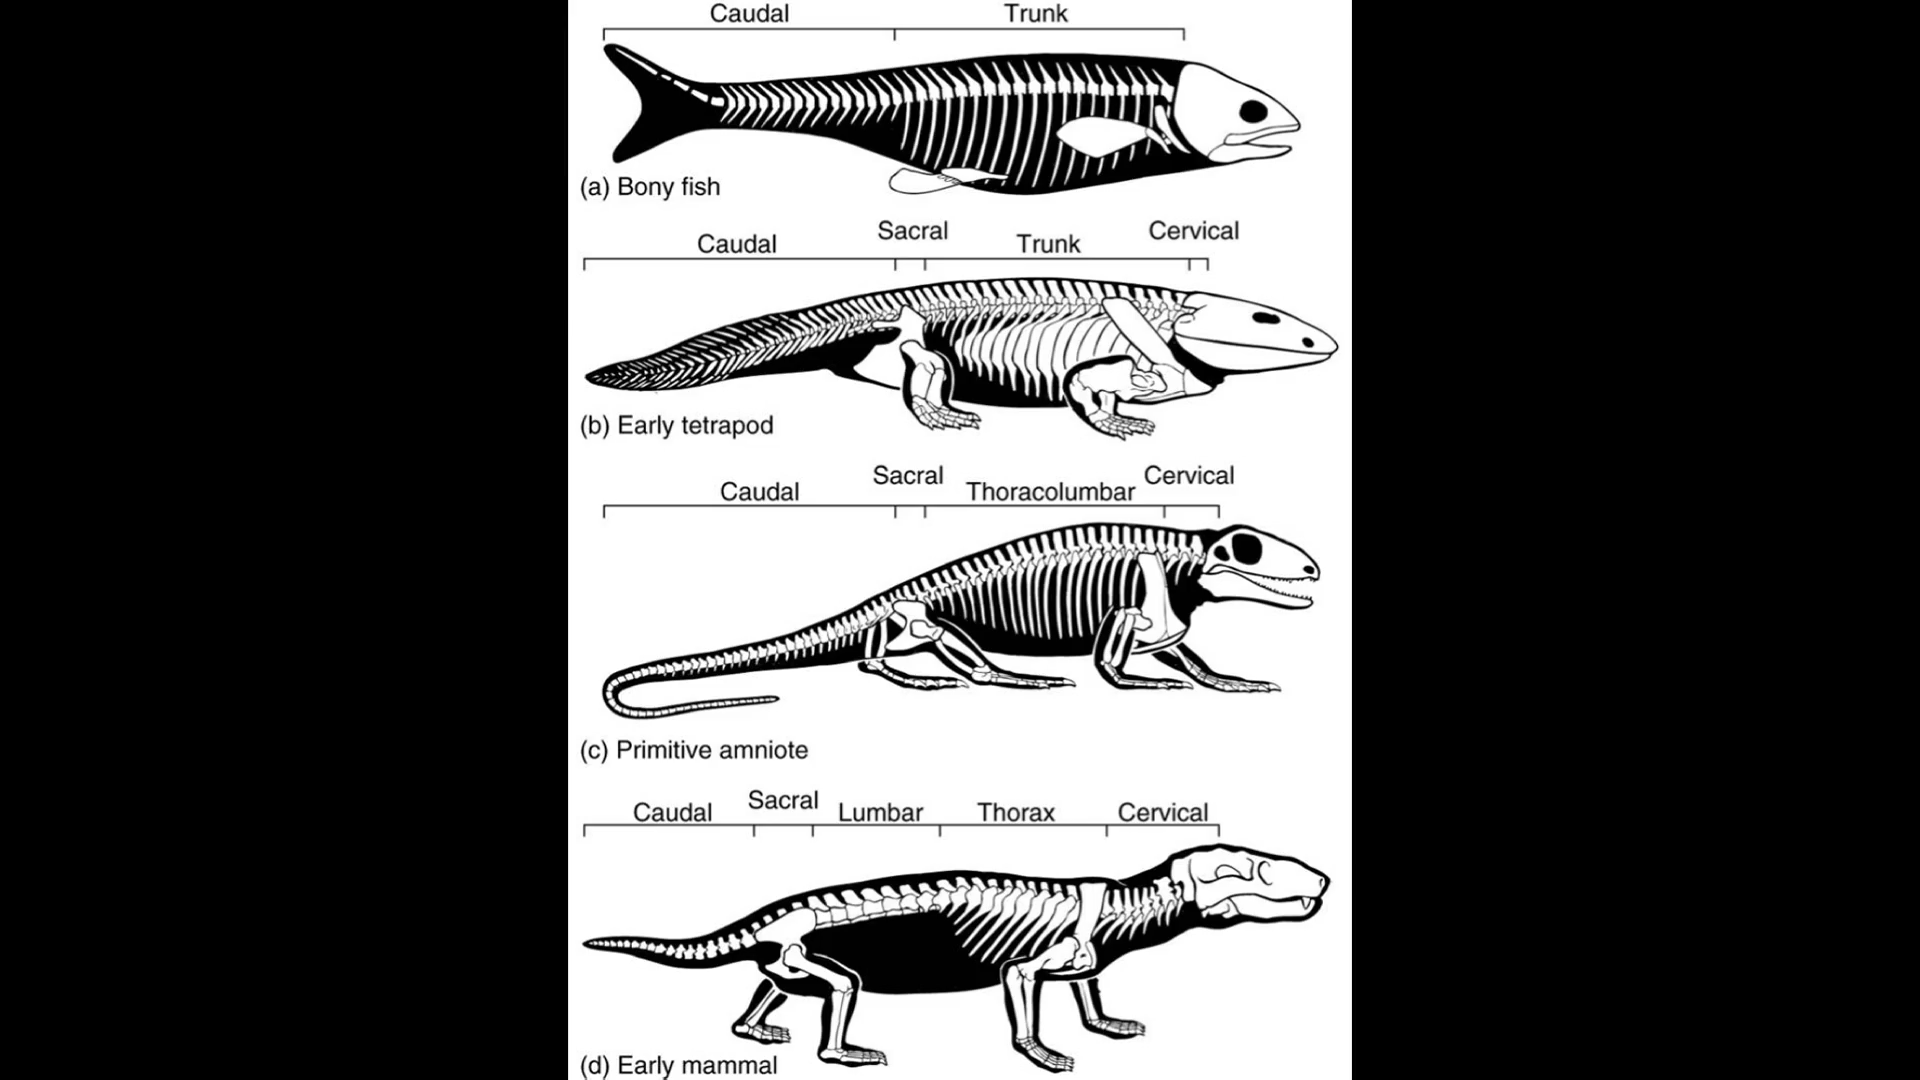 Caudal Trunk
(a) Bony fish
Caudal Sacral Trunk Cervical
(b) Early tetrapod
Caudal Sacral Thoracolumbar Cervical
(c) Primitive amniote
Caudal Sacral Lumbar Thorax Cervical
(d) Early mammal